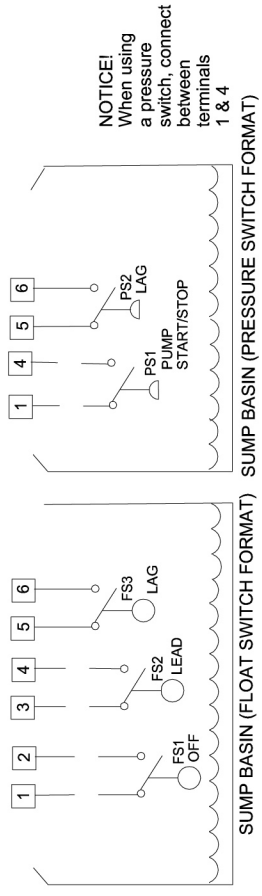 1 2 3 4 5 6
FS1
OFF
FS2
LEAD
FS3
LAG
SUMP BASIN (FLOAT SWITCH FORMAT)
1 4 5 6
PS1
PUMP
START/STOP
PS2
LAG
SUMP BASIN (PRESSURE SWITCH FORMAT)
NOTICE!
When using
a pressure
switch, connect
between
terminals
1 & 4